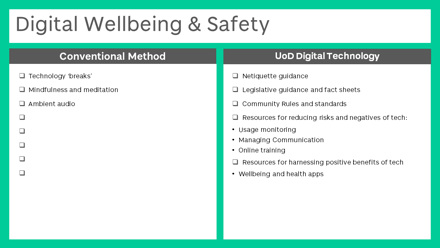 Digital Wellbeing & Safety
Conventional Method
❑ Technology 'breaks'
❑ Mindfulness and meditation
❑ Ambient audio
❑
❑
❑
❑
❑
UoD Digital Technology
❑ Netiquette guidance
❑ Legislative guidance and fact sheets
❑ Community Rules and standards
❑ Resources for reducing risks and negatives of tech:
• Usage monitoring
• Managing Communication
• Online training
❑ Resources for harnessing positive benefits of tech
• Wellbeing and health apps